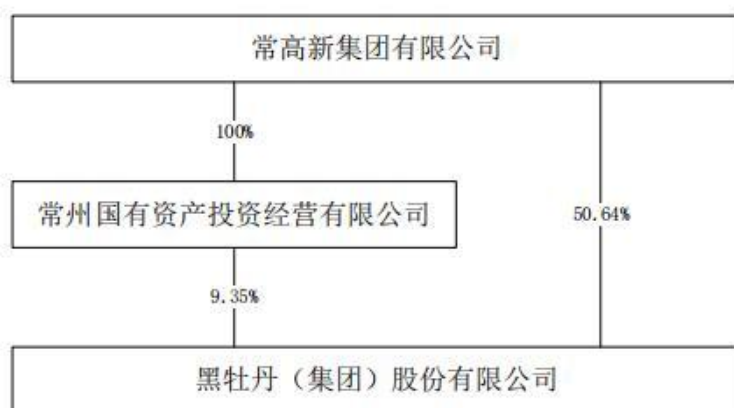 常高新集团有限公司
100%
常州国有资产投资经营有限公司
50.64%
9.35%
黑牡丹（集团）股份有限公司